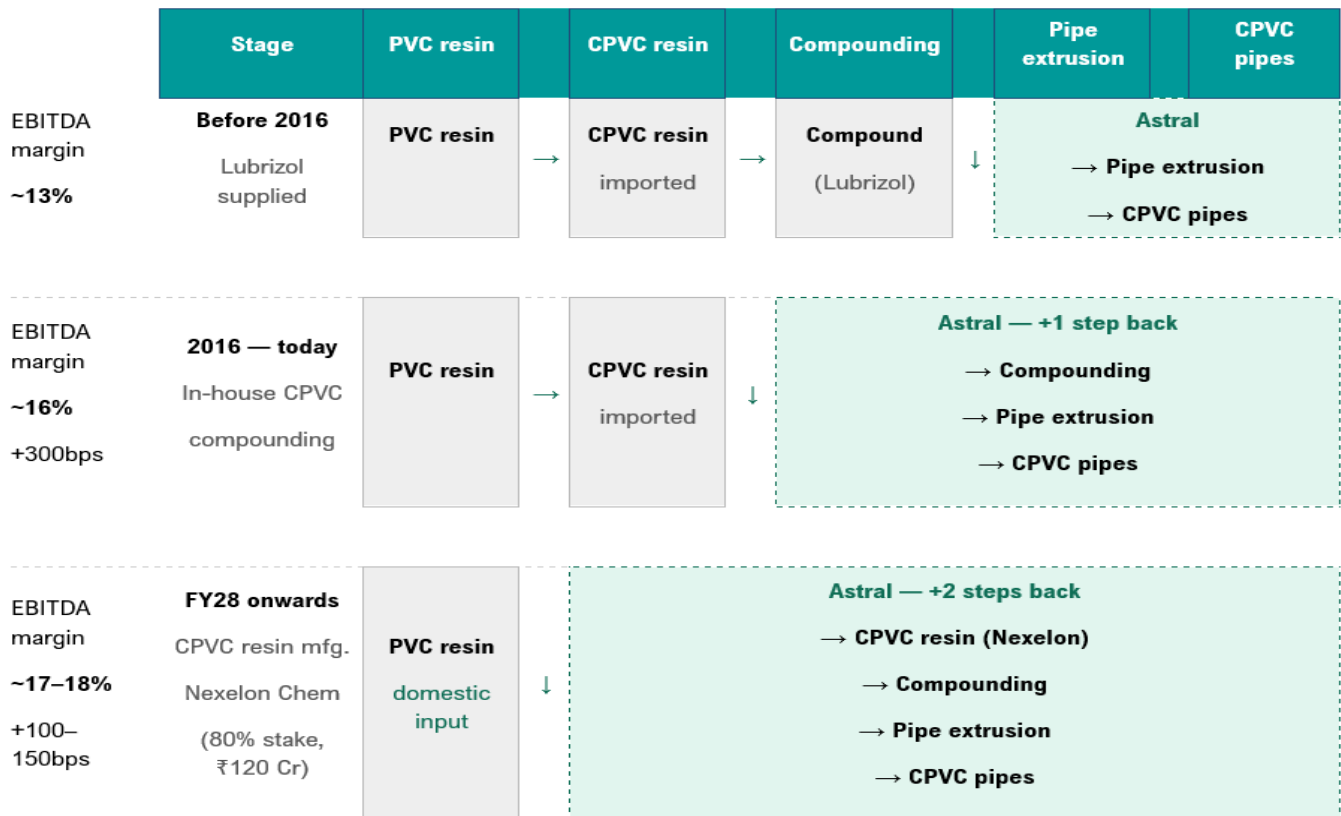 Stage
PVC resin
CPVC resin
Compounding
Pipe
extrusion
CPVC
pipes
EBITDA
margin
~13%
Before 2016
Lubrizol
supplied
PVC resin
→
CPVC resin
imported
→
Compound
(Lubrizol)
↓
Astral
→ Pipe extrusion
→ CPVC pipes
EBITDA
margin
~16%
+300bps
2016 — today
In-house CPVC
compounding
PVC resin
→
CPVC resin
imported
↓
Astral — +1 step back
→ Compounding
→ Pipe extrusion
→ CPVC pipes
EBITDA
margin
~17–18%
+100–
150bps
FY28 onwards
CPVC resin mfg.
Nexelon Chem
(80% stake,
₹120 Cr)
PVC resin
domestic
input
↓
Astral — +2 steps back
→ CPVC resin (Nexelon)
→ Compounding
→ Pipe extrusion
→ CPVC pipes